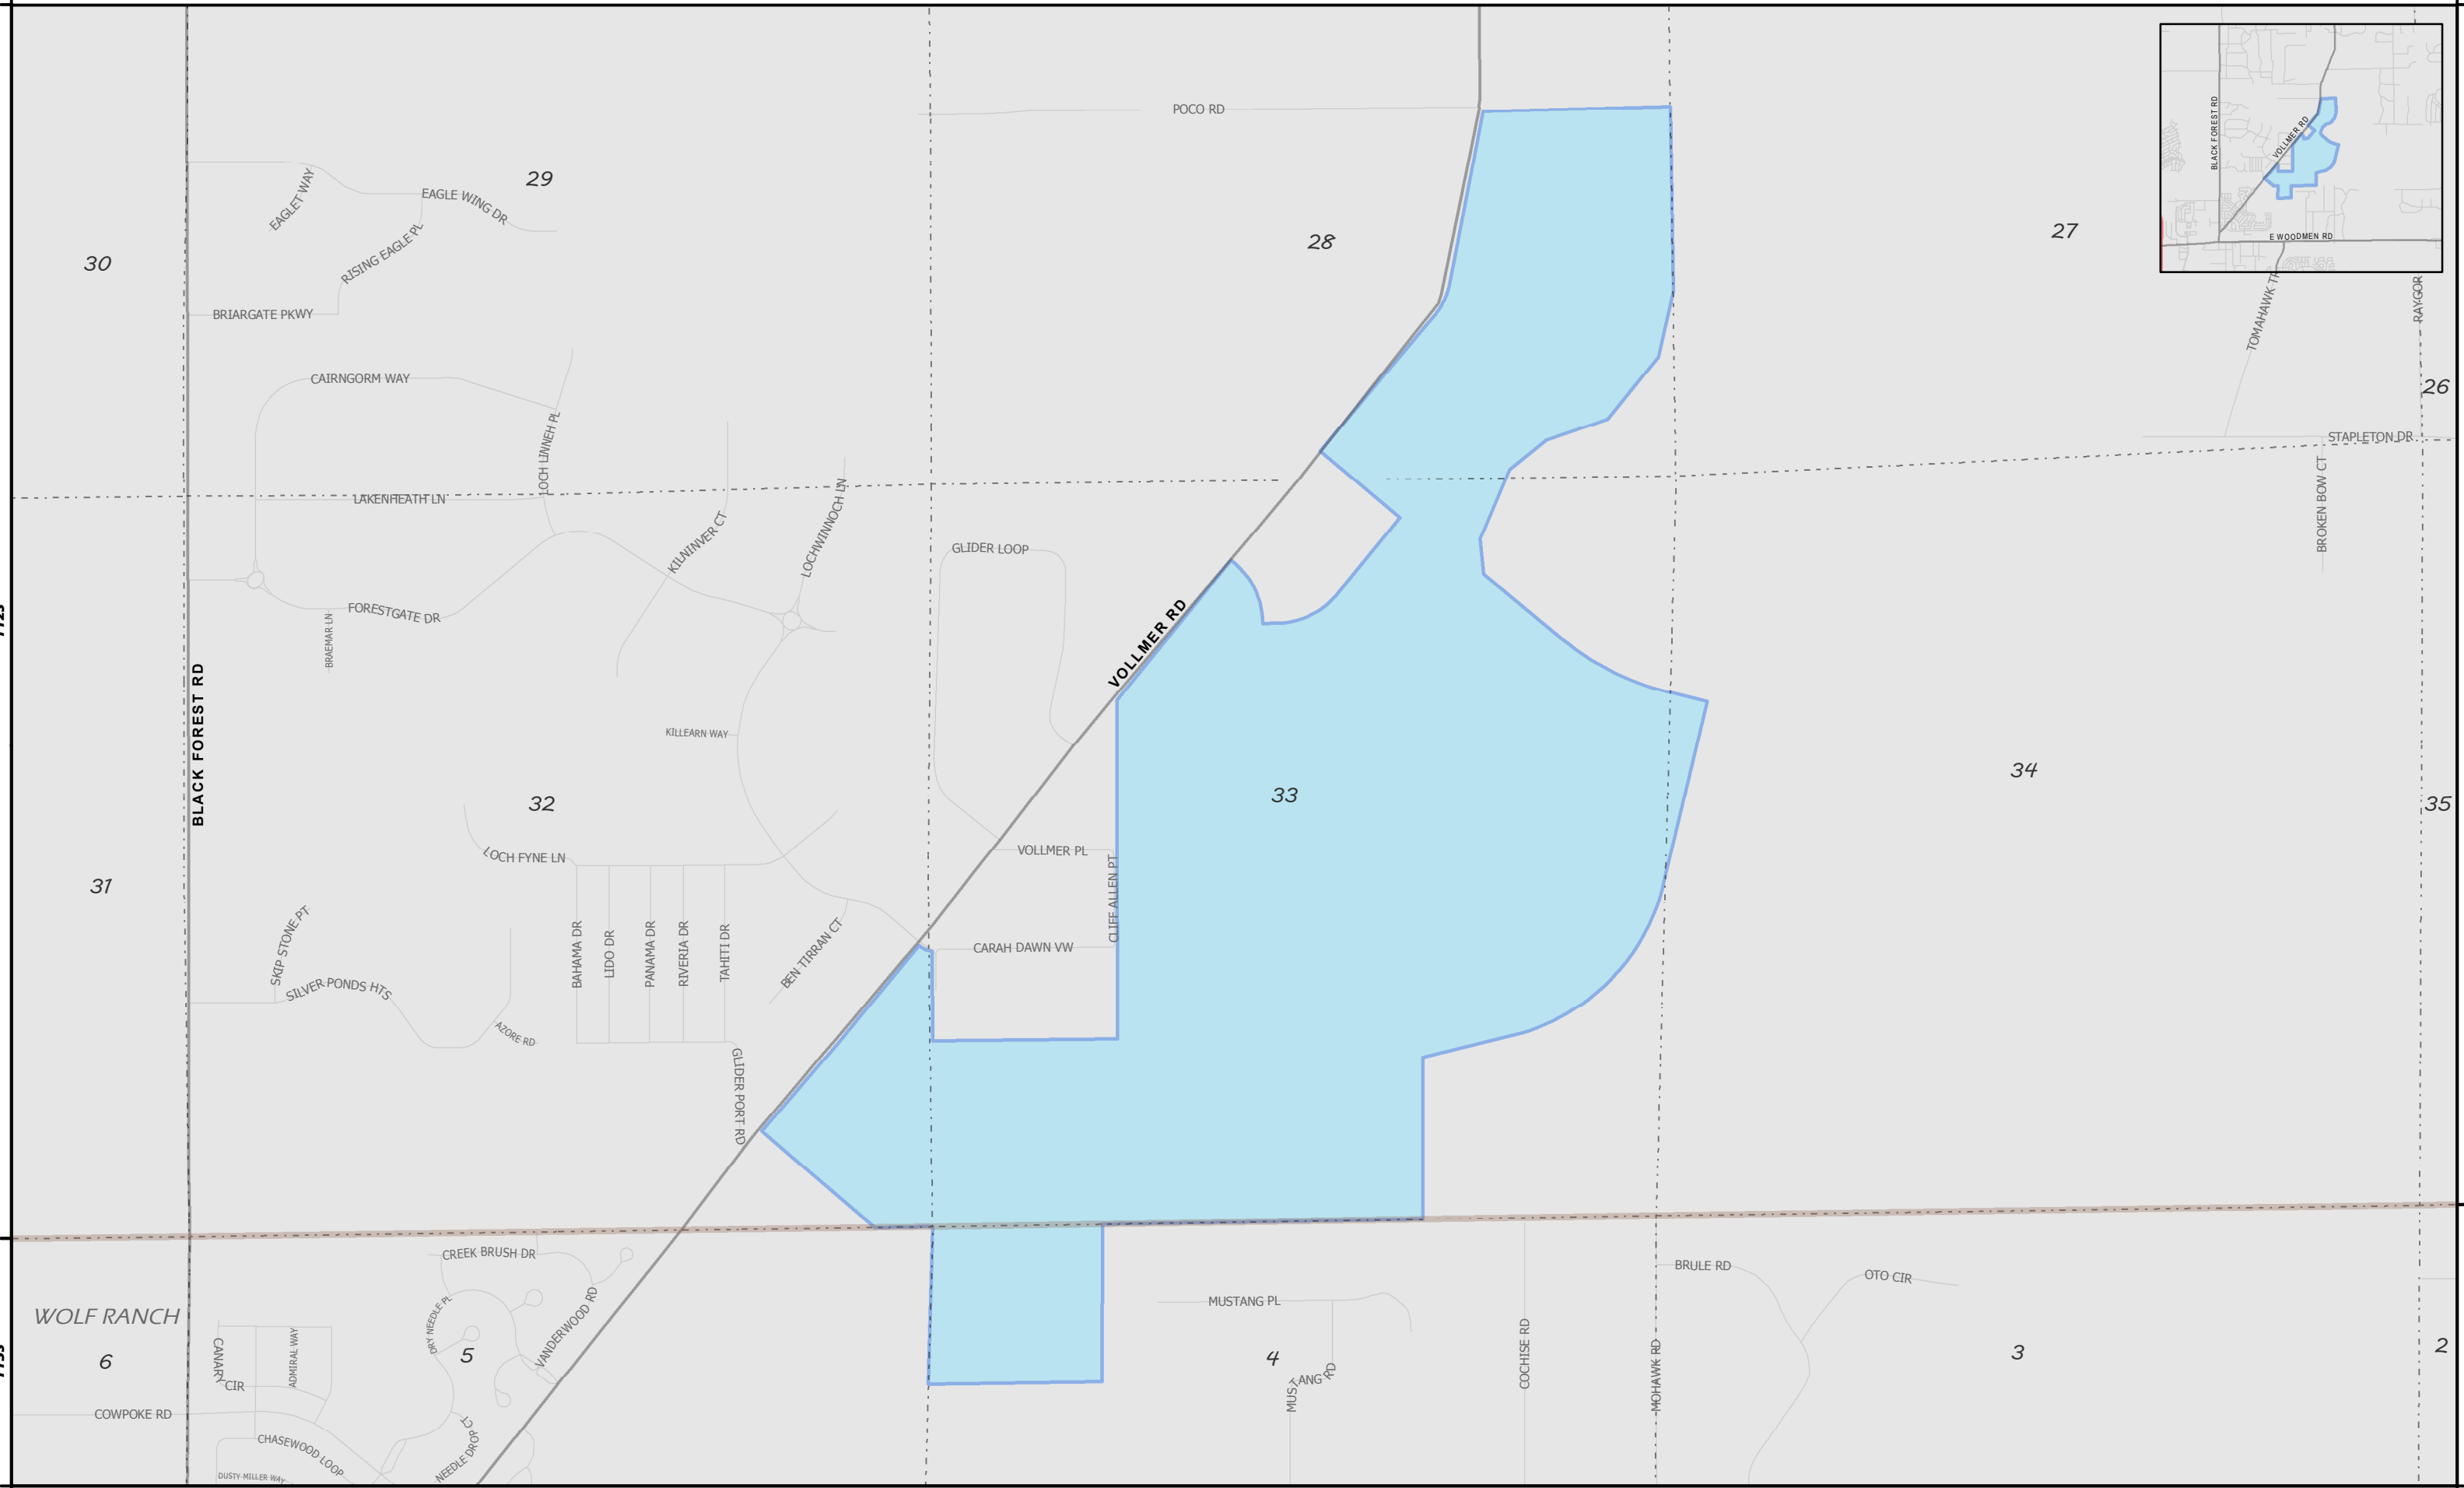 POCO RD
BLACK FOREST RD
VOLLMER RD
E WOODMEN RD
29
EAGLET WAY
EAGLE WING DR
RISING EAGLE PL
28
27
30
BRIARGATE PKWY
TOMAHAWK TR
RAYGOR
CAIRNGORM WAY
26
LOCH LINNEH PL
STAPLETON DR
LAKENHEATH LN
BROKEN BOW CT
LOCHWINNOCH LN
KILNINVER CT
GLIDER LOOP
FORESTGATE DR
BRAEMAR LN
VOLLMER RD
BLACK FOREST RD
KILLEARN WAY
32
33
34
35
LOCH FYNE LN
VOLLMER PL
CLIFF ALLEN PT
31
SKIP STONE PT
SILVER PONDS HTS
BAHAMA DR
LIDO DR
PANAMA DR
RIVERIA DR
TAHITI DR
BEN TIRRAN CT
CARAH DAWN VW
AZORE RD
GLIDER PORT RD
CREEK BRUSH DR
BRULE RD
OTO CIR
WOLF RANCH
MUSTANG PL
DRY NEEDLE PL
VANDERWOOD RD
CANARY CIR
ADMIRAL WAY
6
5
4
MUSTANG RD
COCHISE RD
MOHAWK RD
3
2
COWPOKE RD
CHASEWOOD LOOP
NEEDLE DROP CT
DUSTY MILLER WAY